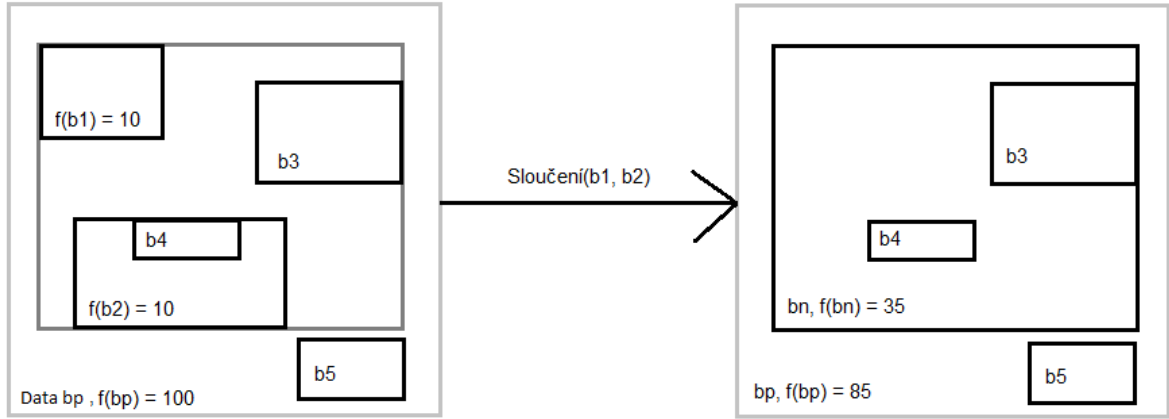 f(b1) = 10
b3
b4
f(b2) = 10
b5
Data bp , f(bp) = 100
Sloučení(b1, b2)
b3
b4
bn, f(bn) = 35
b5
bp, f(bp) = 85